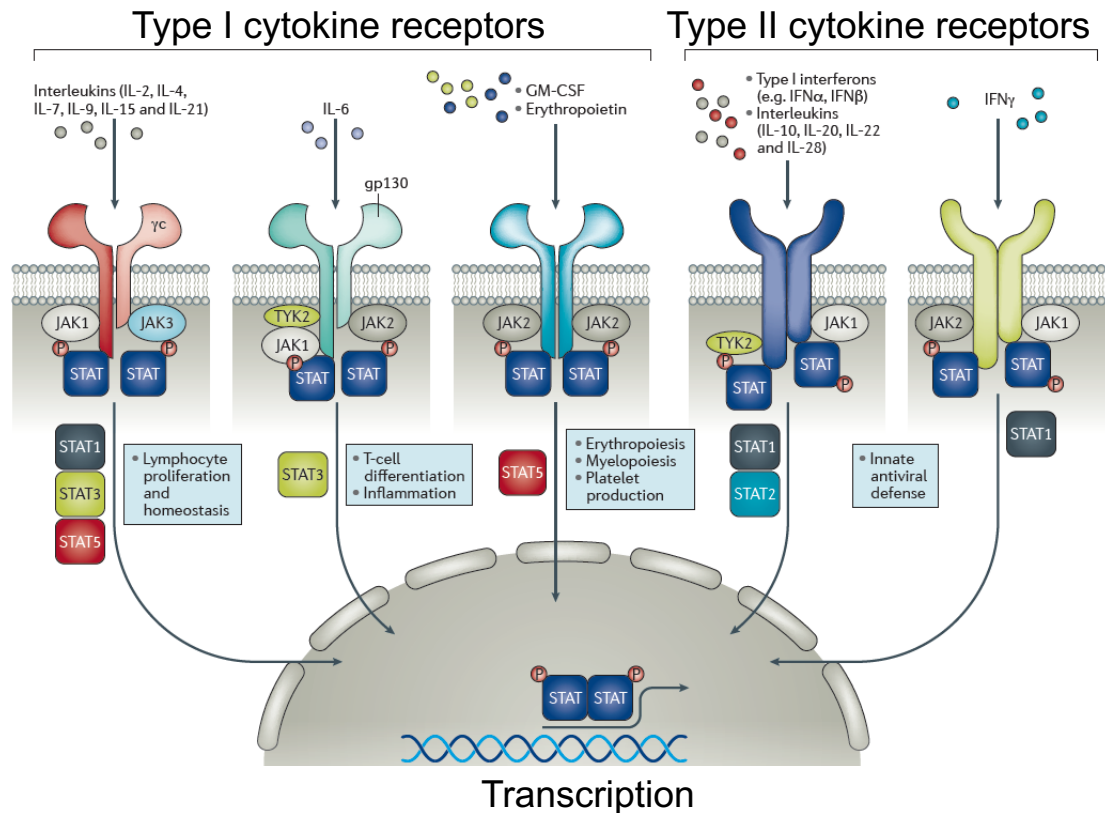 Type I cytokine receptors
Type II cytokine receptors
Interleukins (IL-2, IL-4,
IL-7, IL-9, IL-15 and IL-21)
IL-6
• GM-CSF
• Erythropoietin
• Type I interferons
(e.g. IFNα, IFNβ)
• Interleukins
(IL-10, IL-20, IL-22
and IL-28)
IFNγ
γc
gp130
JAK1
JAK3
P
P
STAT
STAT
TYK2
JAK1
JAK2
P
P
STAT
STAT
JAK2
JAK2
P
P
STAT
STAT
TYK2
JAK1
P
P
STAT
STAT
JAK2
JAK1
P
P
STAT
STAT
STAT1
STAT3
STAT5
• Lymphocyte
proliferation
and
homeostasis
STAT3
• T-cell
differentiation
• Inflammation
STAT5
• Erythropoiesis
• Myelopoiesis
• Platelet
production
STAT1
STAT2
• Innate
antiviral
defense
STAT1
P
P
STAT
STAT
Transcription